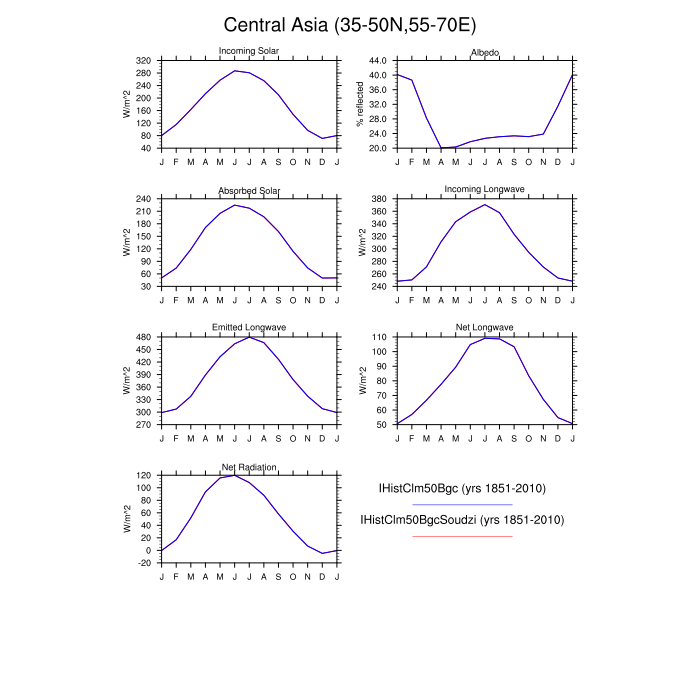 Central Asia (35-50N,55-70E)
Incoming Solar
W/m^2
320
280
240
200
160
120
80
40
J F M A M J J A S O N D J
Albedo
% reflected
44.0
40.0
36.0
32.0
28.0
24.0
20.0
J F M A M J J A S O N D J
Absorbed Solar
W/m^2
240
210
180
150
120
90
60
30
J F M A M J J A S O N D J
Incoming Longwave
W/m^2
380
360
340
320
300
280
260
240
J F M A M J J A S O N D J
Emitted Longwave
W/m^2
480
450
420
390
360
330
300
270
J F M A M J J A S O N D J
Net Longwave
W/m^2
110
100
90
80
70
60
50
J F M A M J J A S O N D J
Net Radiation
W/m^2
120
100
80
60
40
20
0
-20
J F M A M J J A S O N D J
IHistClm50Bgc (yrs 1851-2010)
IHistClm50BgcSoudzi (yrs 1851-2010)